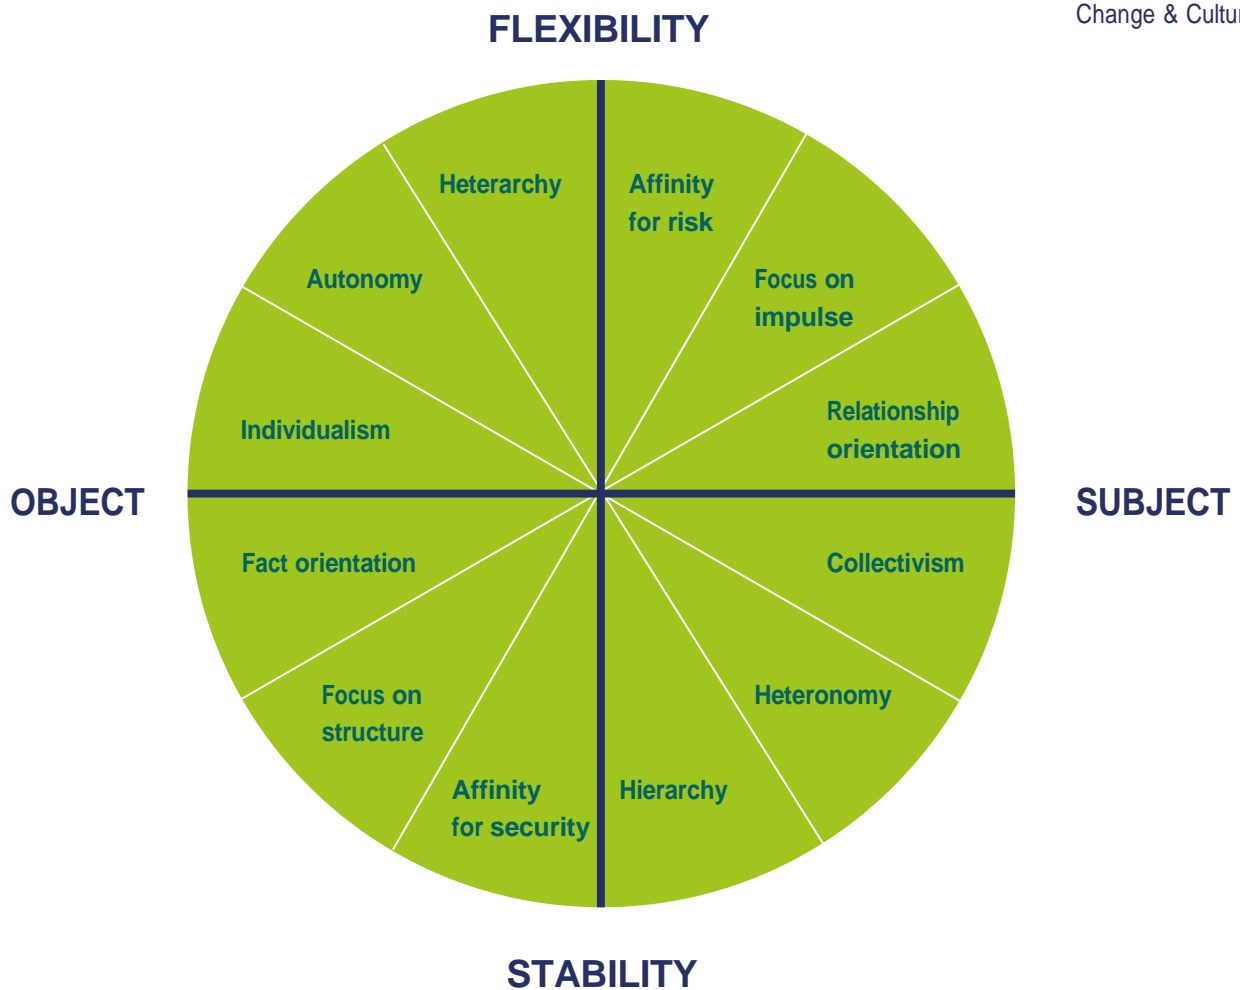 Change & Cultur
FLEXIBILITY
Heterarchy
Affinity
for risk
Autonomy
Focus on
impulse
Individualism
Relationship
orientation
OBJECT
SUBJECT
Fact orientation
Collectivism
Focus on
structure
Heteronomy
Affinity
for security
Hierarchy
STABILITY